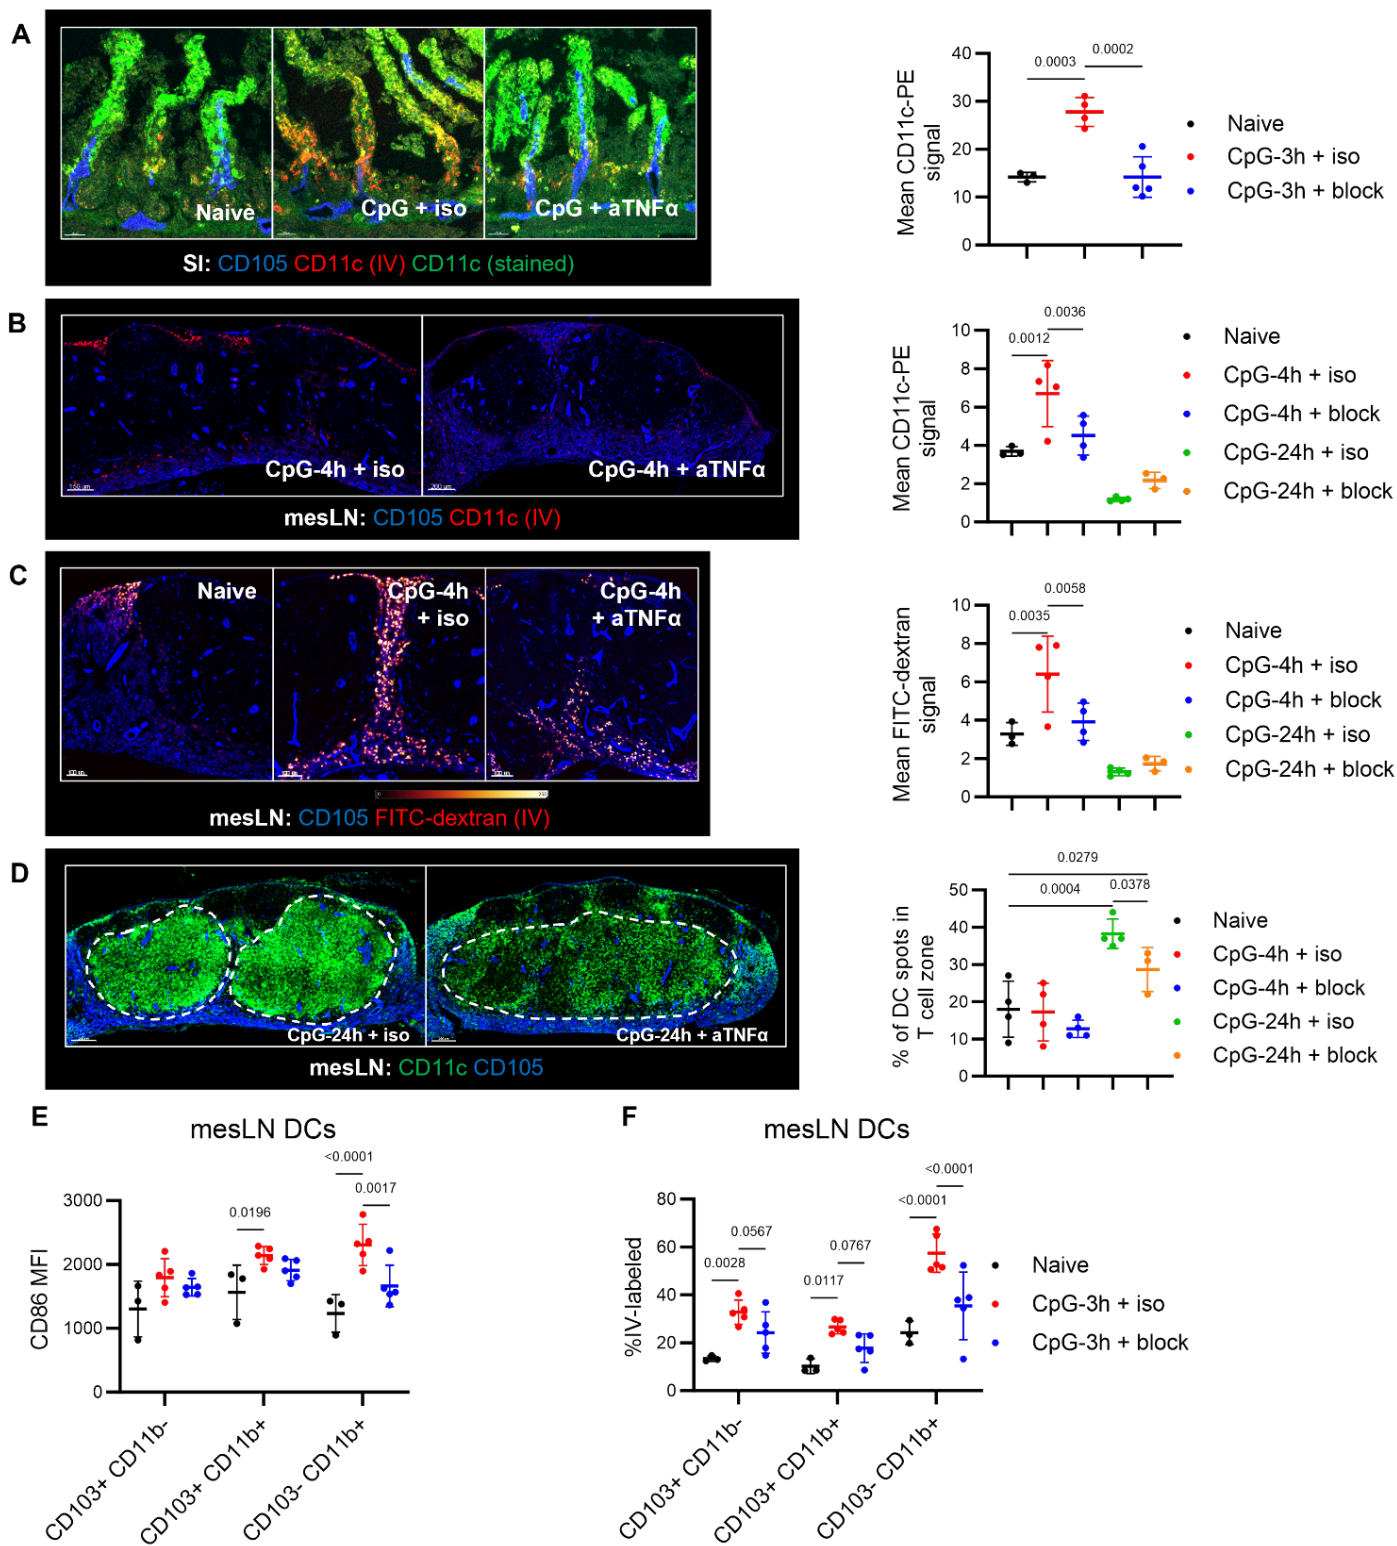 A
Naive
CpG + iso
CpG + aTNFα
SI: CD105 CD11c (IV) CD11c (stained)
Mean CD11c-PE
signal
40
30
20
10
0
0.0003
0.0002
Naive
CpG-3h + iso
CpG-3h + block
B
CpG-4h + iso
CpG-4h + aTNFα
mesLN: CD105 CD11c (IV)
Mean CD11c-PE
signal
10
8
6
4
2
0
0.0012
0.0036
Naive
CpG-4h + iso
CpG-4h + block
CpG-24h + iso
CpG-24h + block
C
Naive
CpG-4h
+ iso
CpG-4h
+ aTNFα
mesLN: CD105 FITC-dextran (IV)
Mean FITC-dextran
signal
10
8
6
4
2
0
0.0035
0.0058
Naive
CpG-4h + iso
CpG-4h + block
CpG-24h + iso
CpG-24h + block
D
CpG-24h + iso
CpG-24h + aTNFα
mesLN: CD11c CD105
% of DC spots in
T cell zone
50
40
30
20
10
0
0.0279
0.0004
0.0378
Naive
CpG-4h + iso
CpG-4h + block
CpG-24h + iso
CpG-24h + block
E
mesLN DCs
CD86 MFI
3000
2000
1000
0
0.0196
<0.0001
0.0017
CD103+ CD11b-
CD103+ CD11b+
CD103- CD11b+
F
mesLN DCs
%IV-labeled
80
60
40
20
0
0.0028
0.0567
0.0117
0.0767
<0.0001
<0.0001
CD103+ CD11b-
CD103+ CD11b+
CD103- CD11b+
Naive
CpG-3h + iso
CpG-3h + block